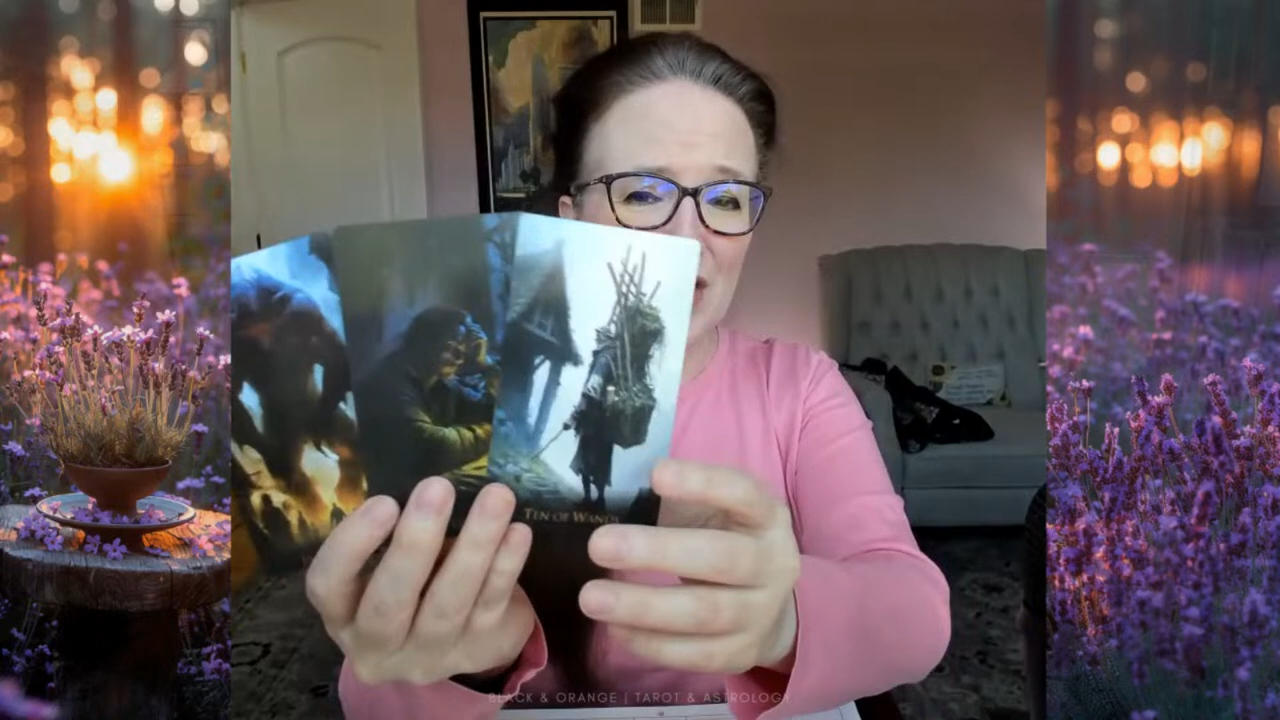 TEN OF WANDS
BLACK & ORANGE | TAROT & ASTROLOGY